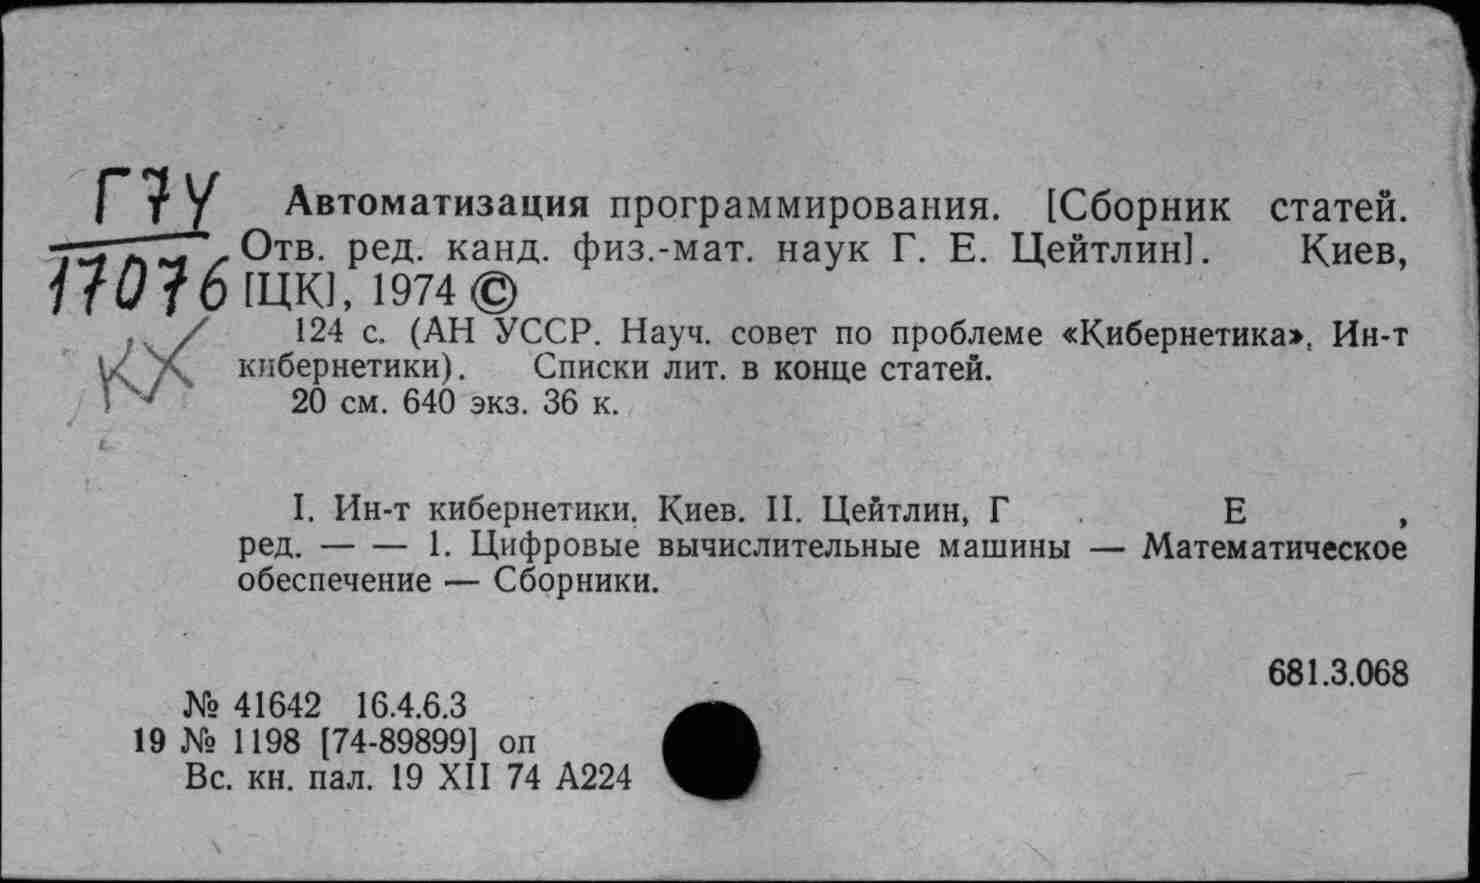 Г7У
17076
КХ
Автоматизация программирования. [Сборник статей.
Отв. ред. канд. физ.-мат. наук Г. Е. Цейтлин]. Киев,
[ЦК], 1974 ©
124 с. (АН УССР. Науч. совет по проблеме «Кибернетика». Ин-т
кибернетики). Списки лит. в конце статей.
20 см. 640 экз. 36 к.
I. Ин-т кибернетики. Киев. II. Цейтлин, Г Е ,
ред. — — 1. Цифровые вычислительные машины — Математическое
обеспечение — Сборники.
681.3.068
№ 41642 16.4.6.3
19 № 1198 [74-89899] оп
Вс. кн. пал. 19 XII 74 А224